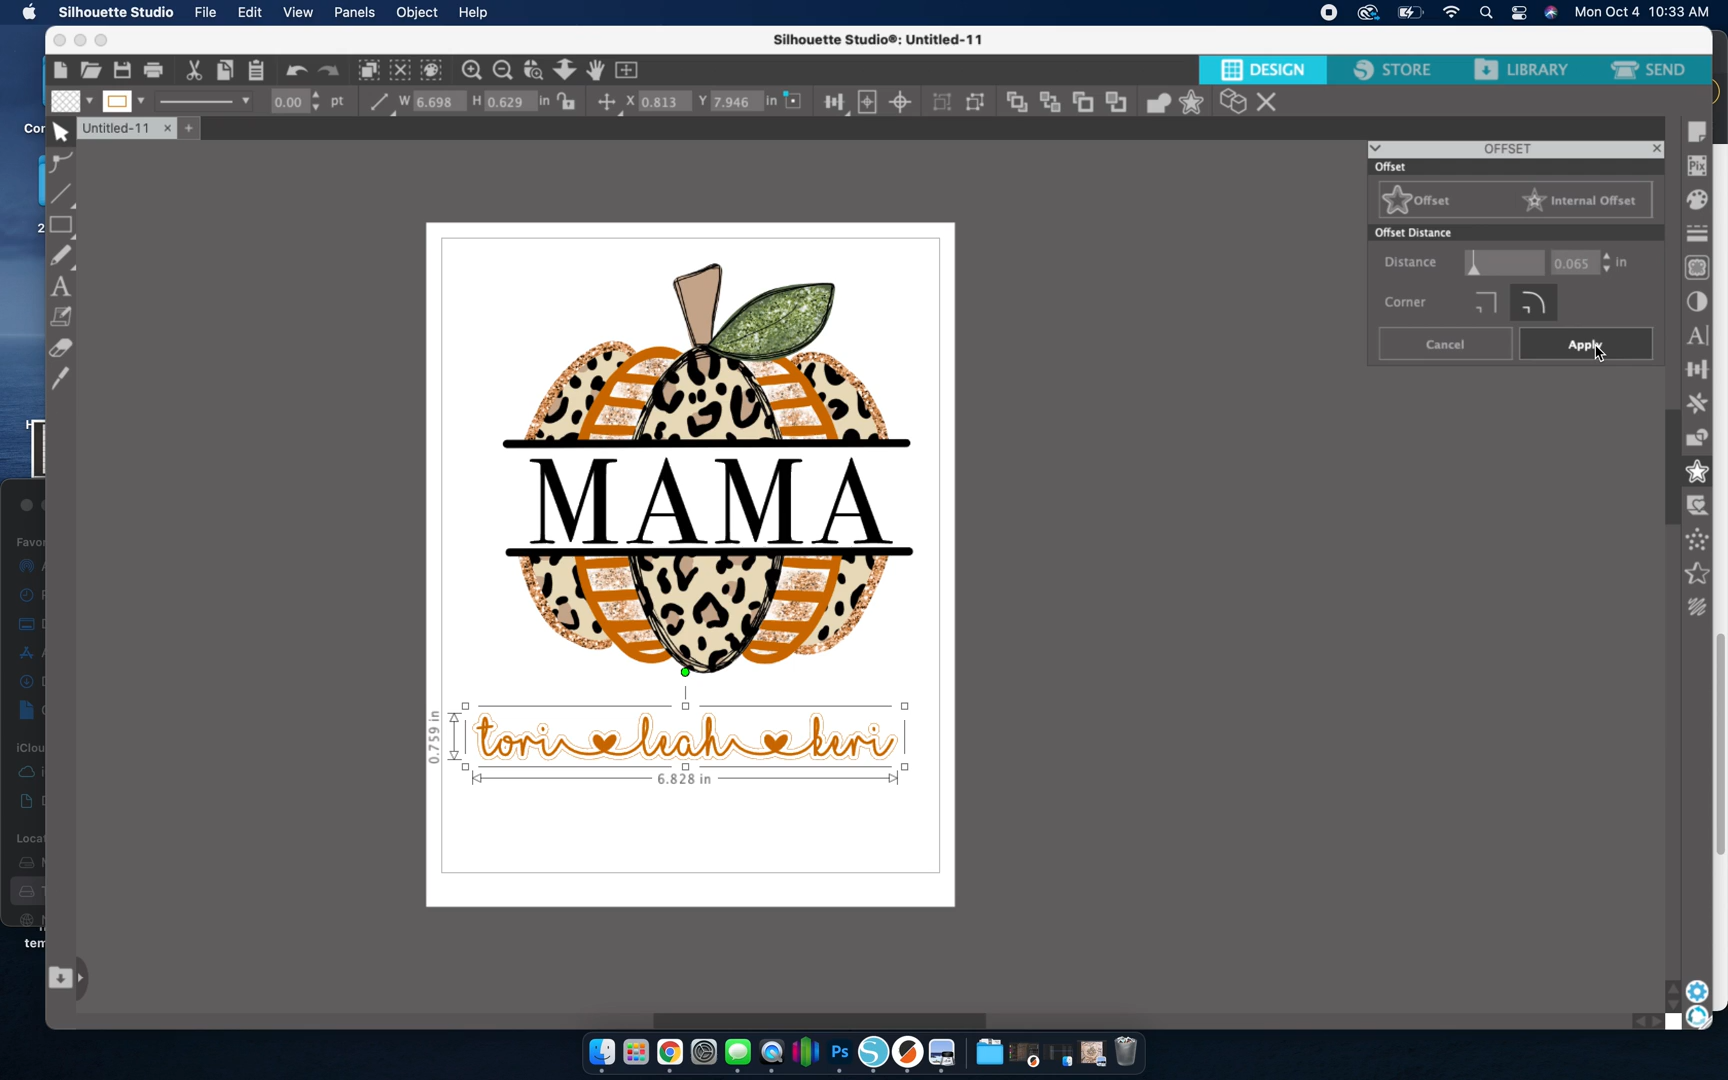 Silhouette Studio File Edit View Panels Object Help Mon Oct 4 10:33 AM
Silhouette Studio®: Untitled-11
DESIGN STORE LIBRARY SEND
0.00 pt W 6.698 H 0.629 in X 0.813 Y 7.946 in
Untitled-11
OFFSET
Offset
Offset Internal Offset
Offset Distance
Distance 0.065 in
Corner
Cancel Apply
MAMA
tori leah keri
0.759 in
6.828 in
Pix
Ps